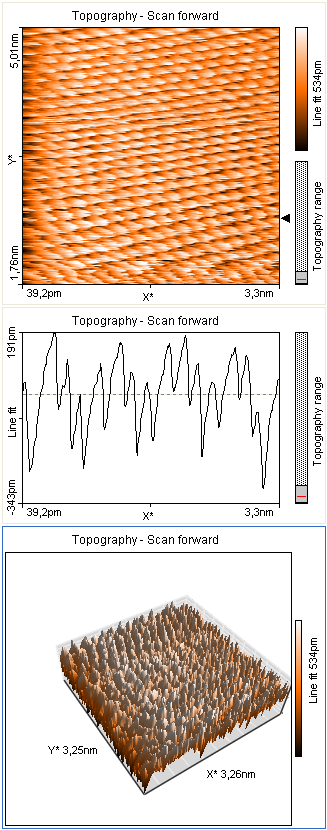 Topography - Scan forward
5,01nm
Y*
1,76nm
39,2pm
X*
3,3nm
Line fit 534pm
Topography range
Topography - Scan forward
191pm
Line fit
-343pm
39,2pm
X*
3,3nm
Topography range
Topography - Scan forward
Y* 3,25nm
X* 3,26nm
Line fit 534pm